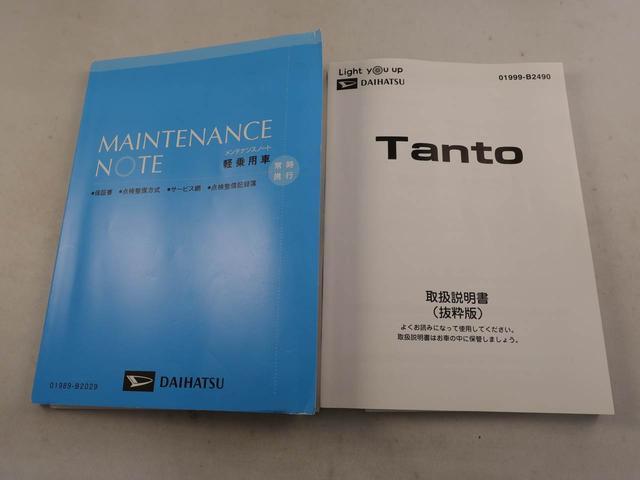 MAINTENANCE
NOTE
メンテナンスノート
軽乗用車
常時
携行
●保証書 ●点検整備方式 ●サービス網 ●点検整備記録簿
DAIHATSU
01989-B2029
Light you up
DAIHATSU
01999-B2490
Tanto
取扱説明書
（抜粋版）
よくお読みになって使用してください。
取扱説明書はお車の中に保管しましょう。